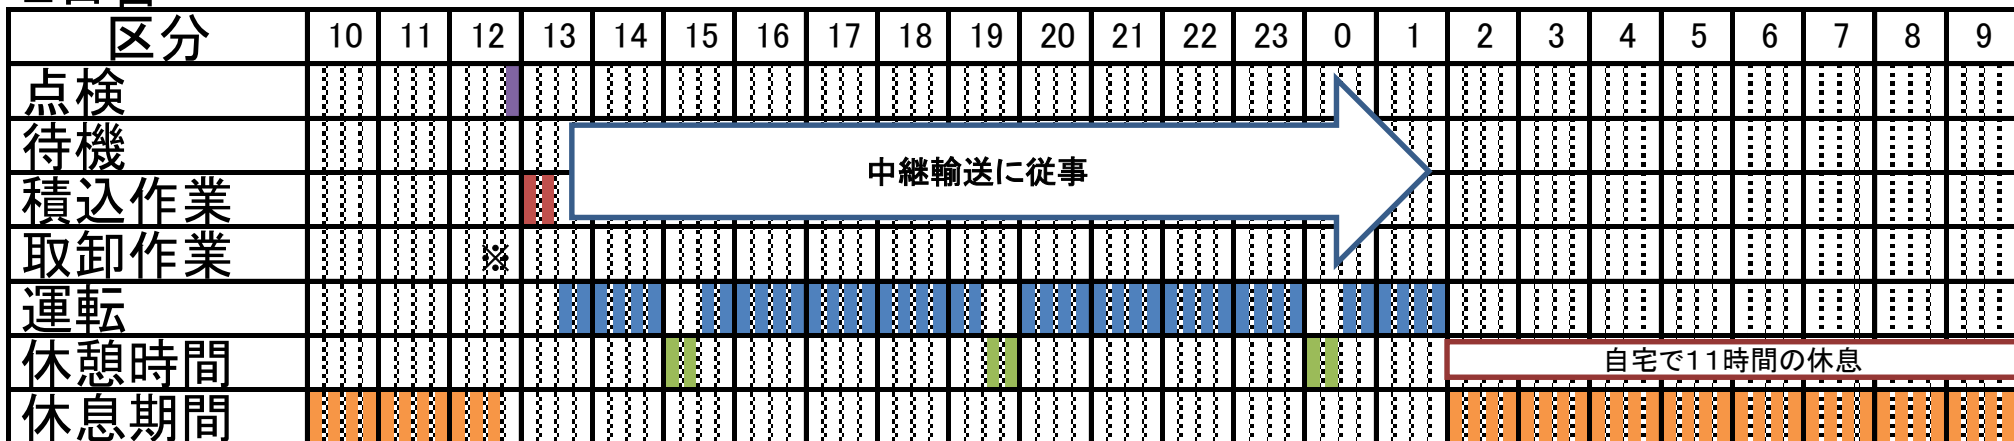 区分 10 11 12 13 14 15 16 17 18 19 20 21 22 23 0 1 2 3 4 5 6 7 8 9
点検
待機
中継輸送に従事
積込作業
取卸作業 ※
運転
休憩時間 自宅で11時間の休息
休息期間